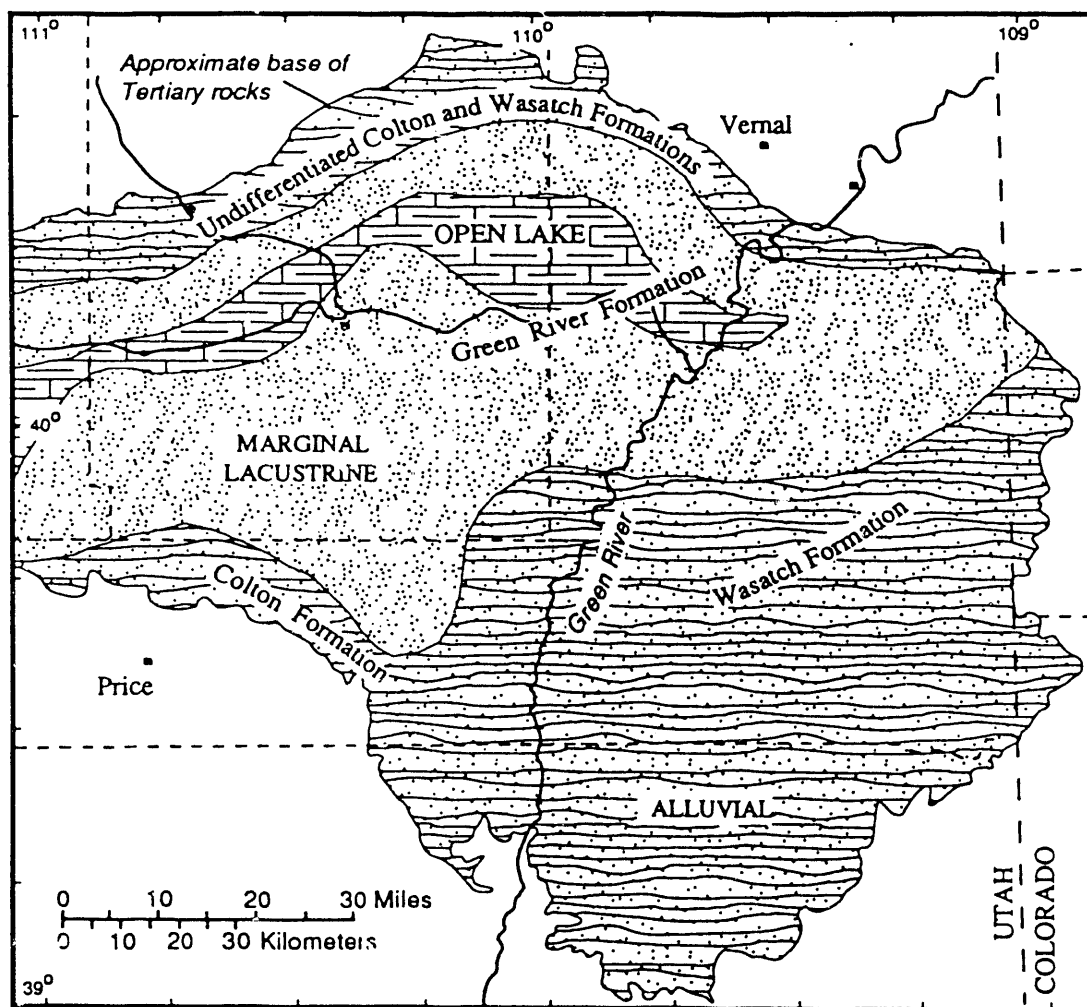 111°
110°
109°
Approximate base of
Tertiary rocks
Undifferentiated Colton and Wasatch Formations
Vernal
OPEN LAKE
Green River Formation
40°
MARGINAL
LACUSTRINE
Green River
Wasatch Formation
Colton Formation
Price
ALLUVIAL
UTAH
COLORADO
0 10 20 30 Miles
0 10 20 30 Kilometers
39°